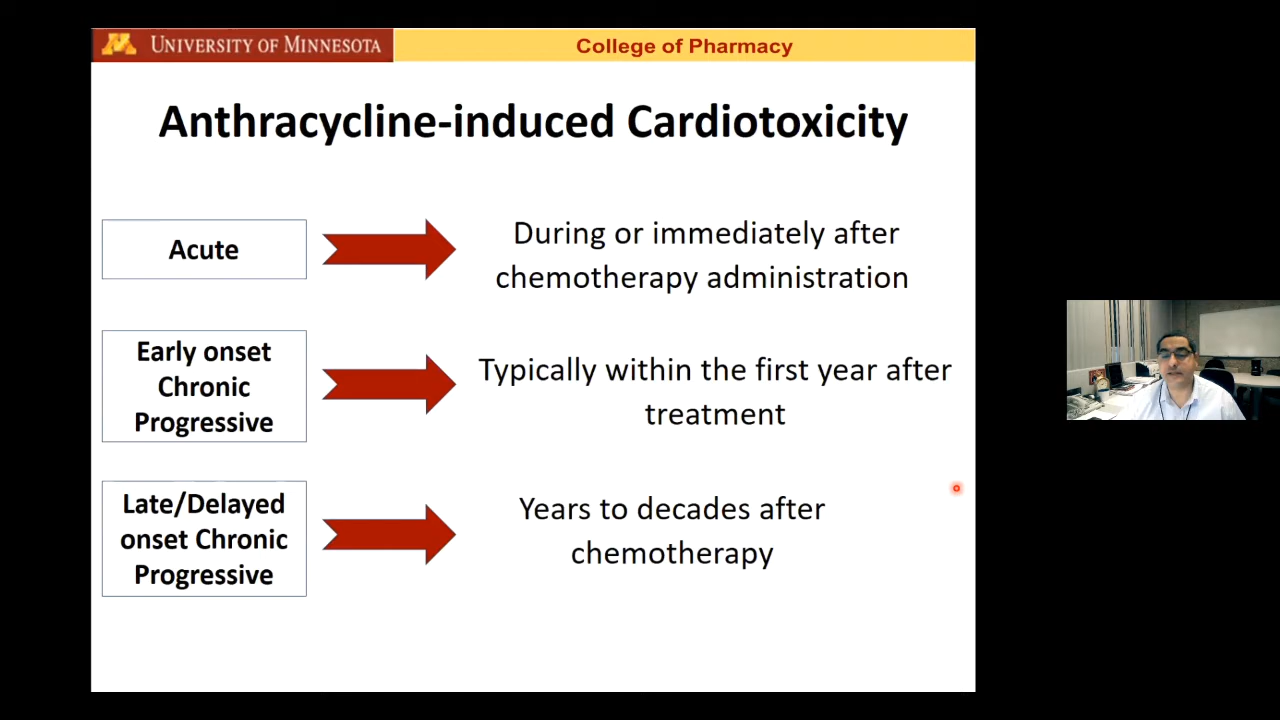 UNIVERSITY OF MINNESOTA
College of Pharmacy
Anthracycline-induced Cardiotoxicity
Acute
During or immediately after
chemotherapy administration
Early onset
Chronic
Progressive
Typically within the first year after
treatment
Late/Delayed
onset Chronic
Progressive
Years to decades after
chemotherapy